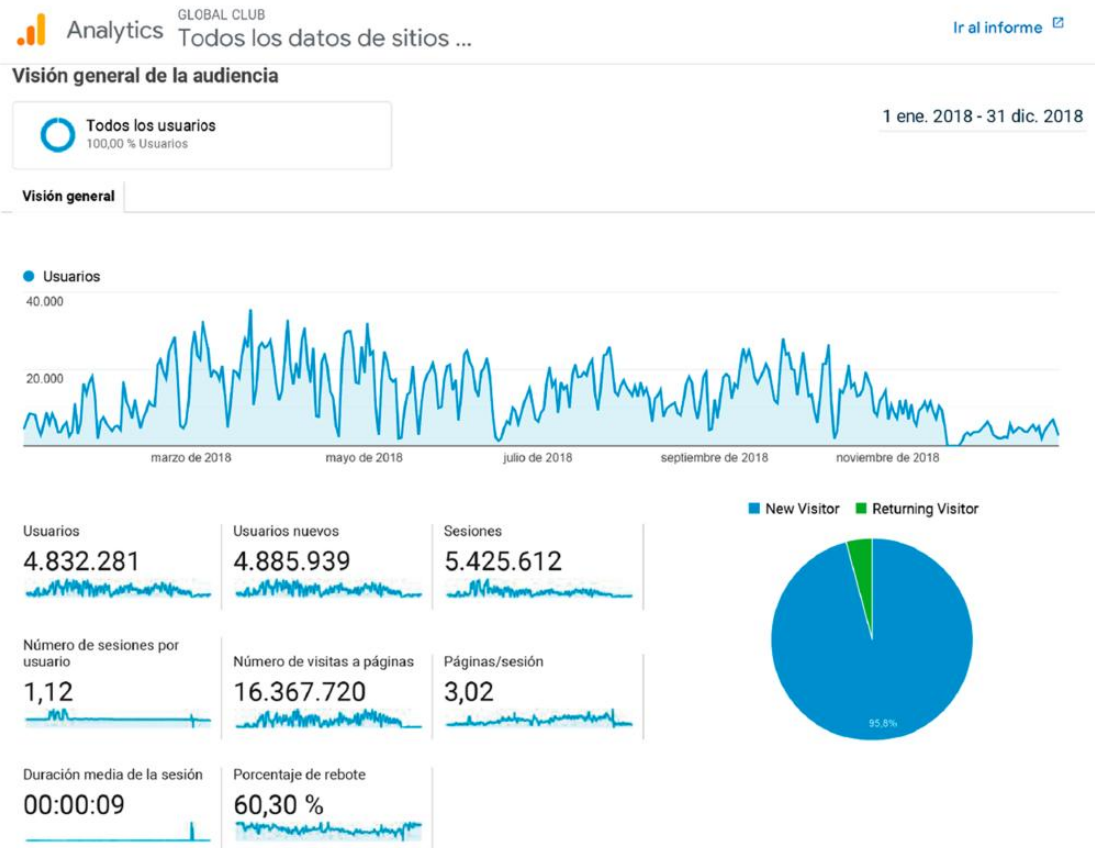 GLOBAL CLUB
Analytics
Todos los datos de sitios ...
Ir al informe
Visión general de la audiencia
Todos los usuarios
100,00 % Usuarios
1 ene. 2018 - 31 dic. 2018
Visión general
Usuarios
40.000
20.000
marzo de 2018
mayo de 2018
julio de 2018
septiembre de 2018
noviembre de 2018
New Visitor
Returning Visitor
Usuarios
4.832.281
Usuarios nuevos
4.885.939
Sesiones
5.425.612
Número de sesiones por
usuario
1,12
Número de visitas a páginas
16.367.720
Páginas/sesión
3,02
95,8%
Duración media de la sesión
00:00:09
Porcentaje de rebote
60,30 %